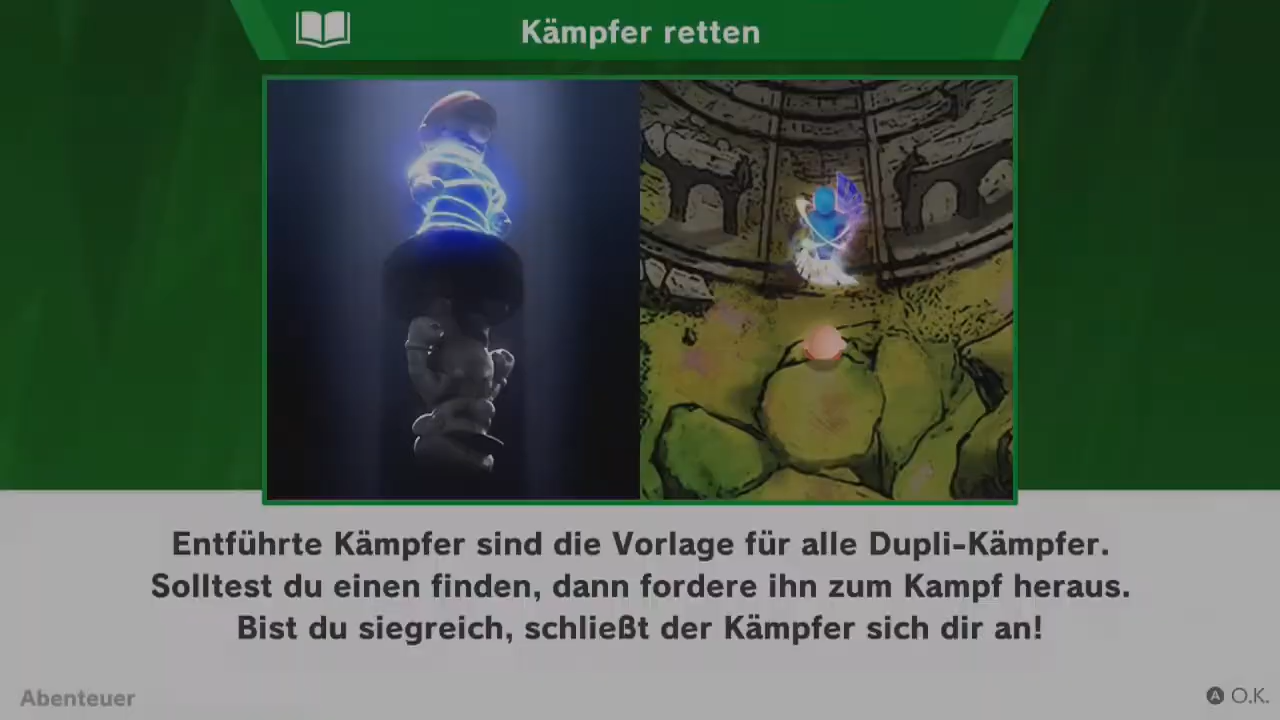 Kämpfer retten
Entführte Kämpfer sind die Vorlage für alle Dupli-Kämpfer.
Solltest du einen finden, dann fordere ihn zum Kampf heraus.
Bist du siegreich, schließt der Kämpfer sich dir an!
Abenteuer
A O.K.